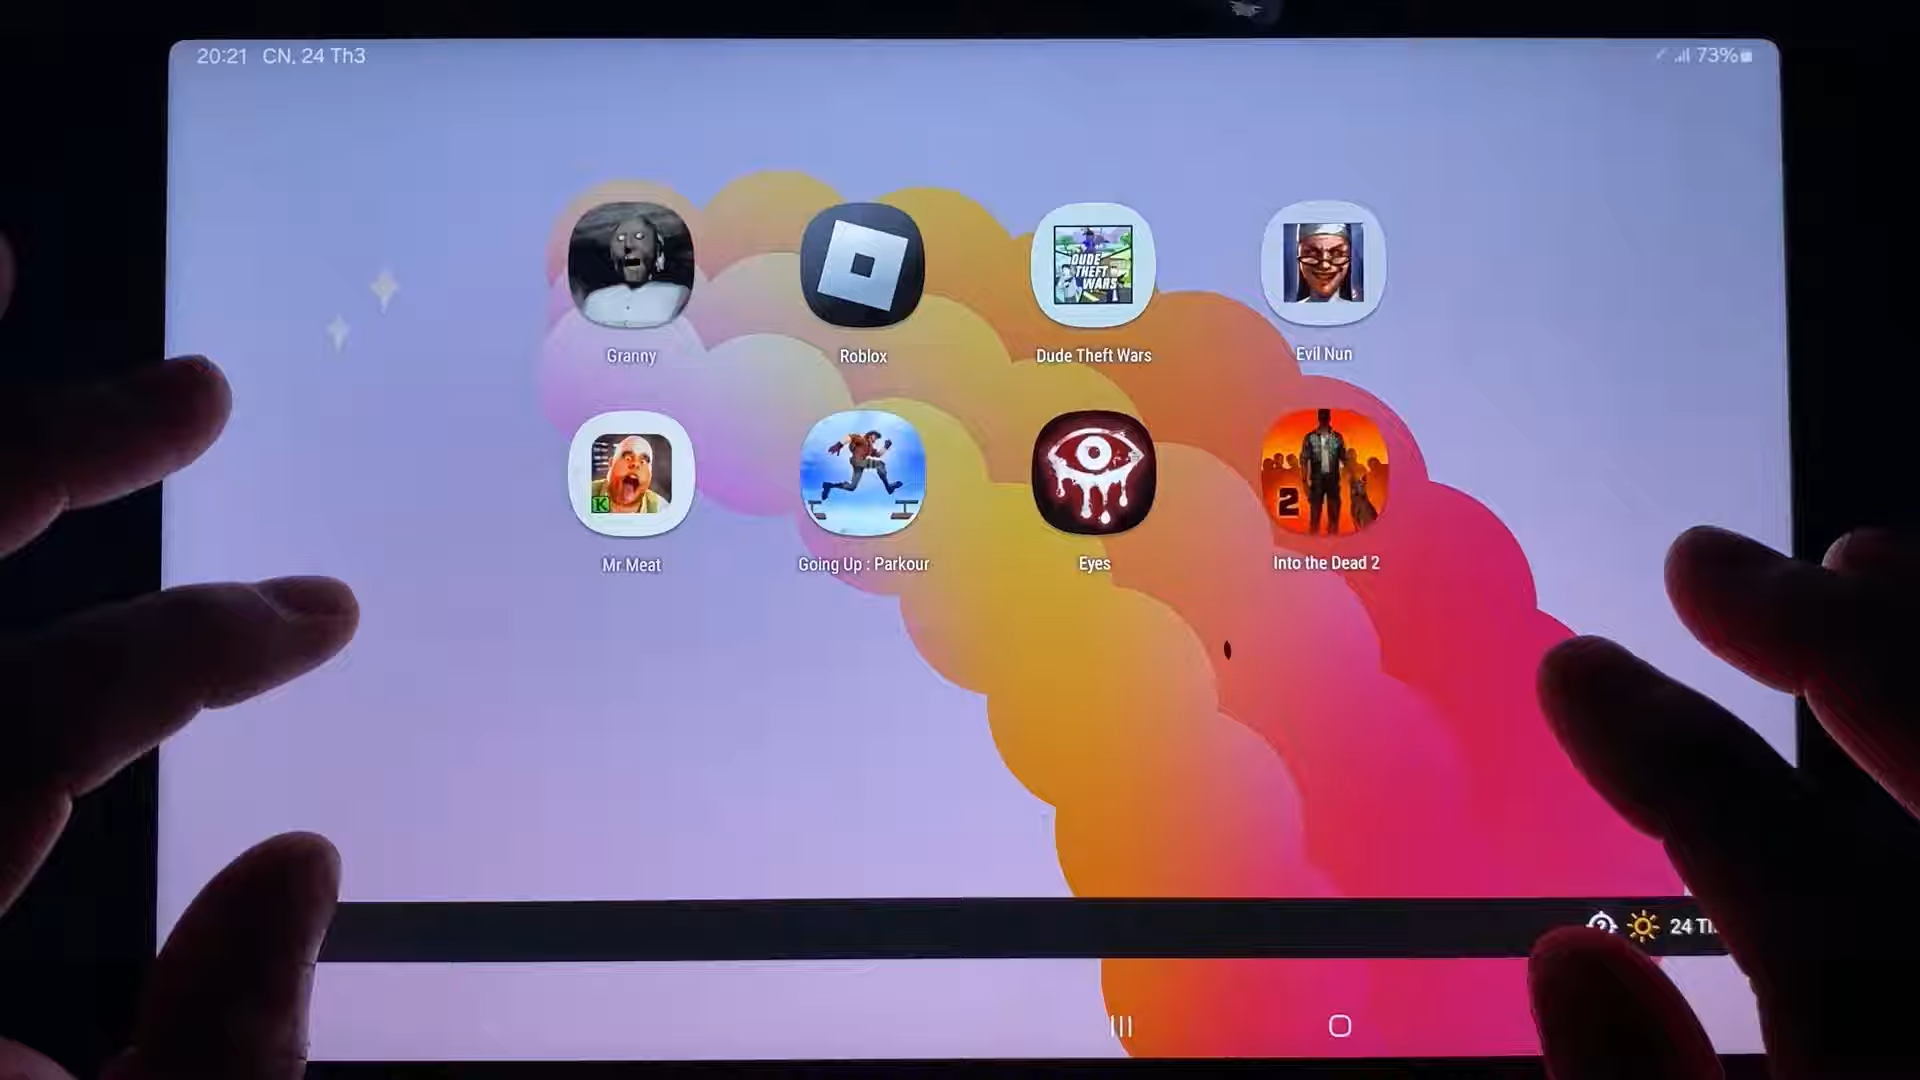 20:21 CN, 24 Th3
73%
DUDE
THEFT
WARS
Granny
Roblox
Dude Theft Wars
Evil Nun
K
2
Mr Meat
Going Up : Parkour
Eyes
Into the Dead 2
24